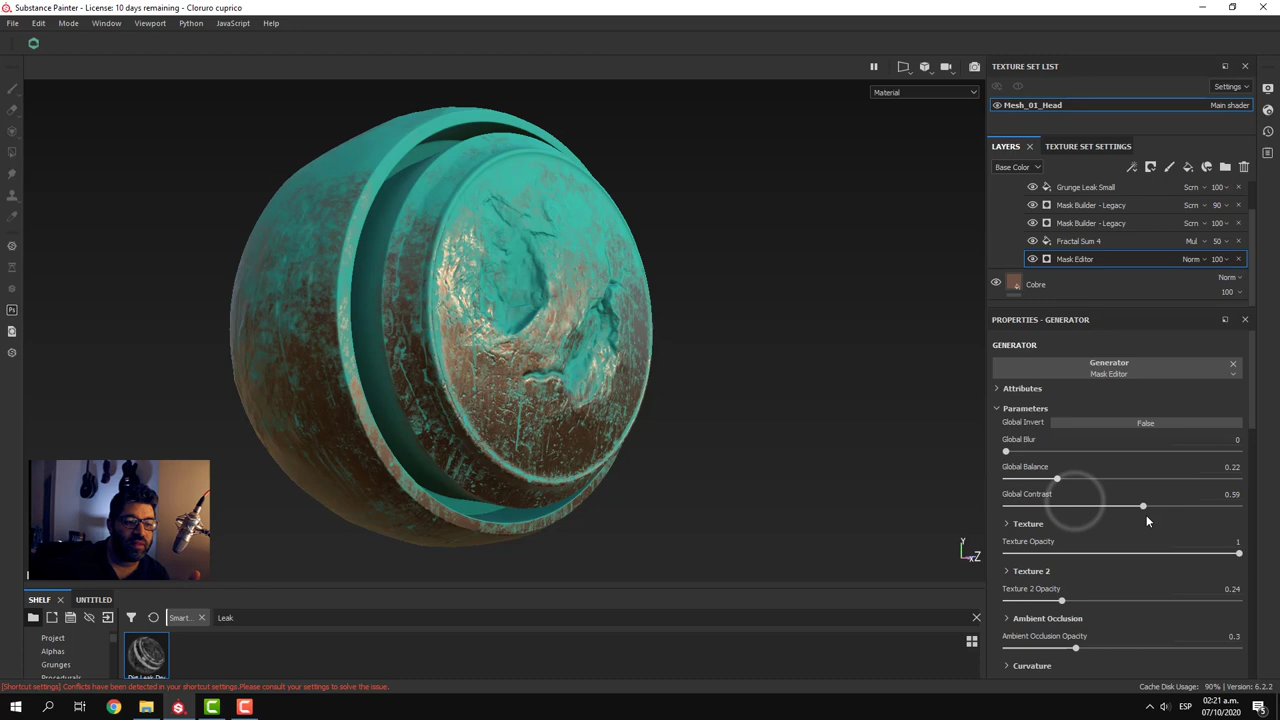 Substance Painter - License: 10 days remaining - Cloruro cuprico
File Edit Mode Window Viewport Python JavaScript Help
Material
TEXTURE SET LIST
Settings
Mesh_01_Head Main shader
LAYERS TEXTURE SET SETTINGS
Base Color
Grunge Leak Small Scrn 100
Mask Builder - Legacy Scrn 90
Mask Builder - Legacy Scrn 100
Fractal Sum 4 Mul 50
Mask Editor Norm 100
Cobre Norm
100
PROPERTIES - GENERATOR
GENERATOR
Generator
Mask Editor
Attributes
Parameters
Global Invert False
Global Blur 0
Global Balance 0.22
Global Contrast 0.59
Texture
Texture Opacity 1
Texture 2
Texture 2 Opacity 0.24
Ambient Occlusion
Ambient Occlusion Opacity 0.3
Curvature
Y
xZ
SHELF UNTITLED
Smart... Leak
Project
Alphas
Grunges
[Shortcut settings] Conflicts have been detected in your shortcut settings.Please consult your settings to solve the issue.
Cache Disk Usage: 90% | Version: 6.2.2
Ps
ESP
02:21 a.m.
07/10/2020
5